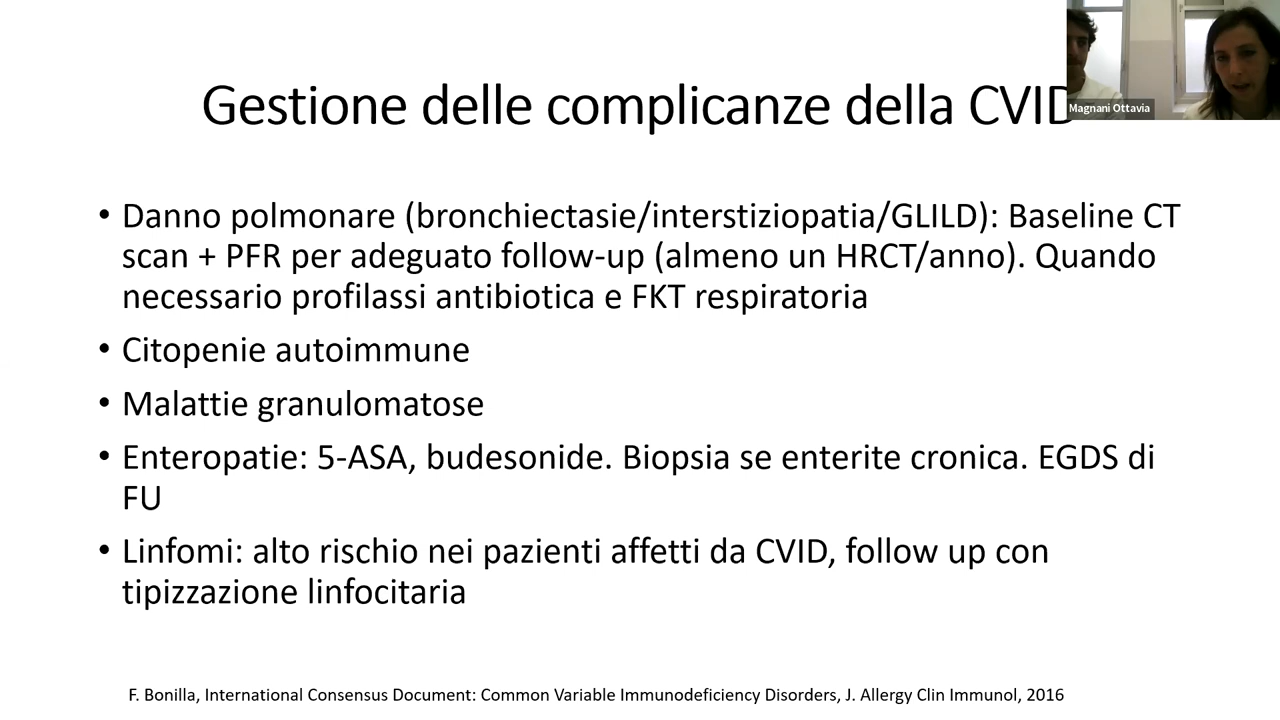 Gestione delle complicanze della CVID
Magnani Ottavia
• Danno polmonare (bronchiectasie/interstiziopatia/GLILD): Baseline CT
scan + PFR per adeguato follow-up (almeno un HRCT/anno). Quando
necessario profilassi antibiotica e FKT respiratoria
• Citopenie autoimmune
• Malattie granulomatose
• Enteropatie: 5-ASA, budesonide. Biopsia se enterite cronica. EGDS di
FU
• Linfomi: alto rischio nei pazienti affetti da CVID, follow up con
tipizzazione linfocitaria
F. Bonilla, International Consensus Document: Common Variable Immunodeficiency Disorders, J. Allergy Clin Immunol, 2016